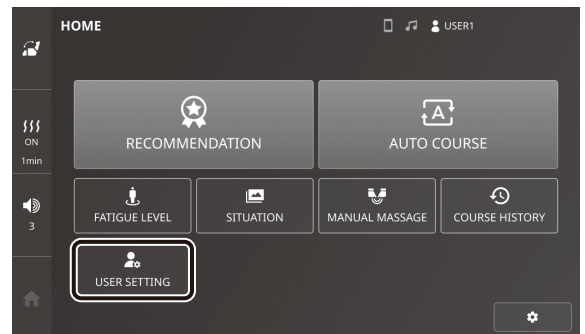 HOME
USER1
ON
1min
3
RECOMMENDATION
A
AUTO COURSE
FATIGUE LEVEL
SITUATION
MANUAL MASSAGE
COURSE HISTORY
USER SETTING